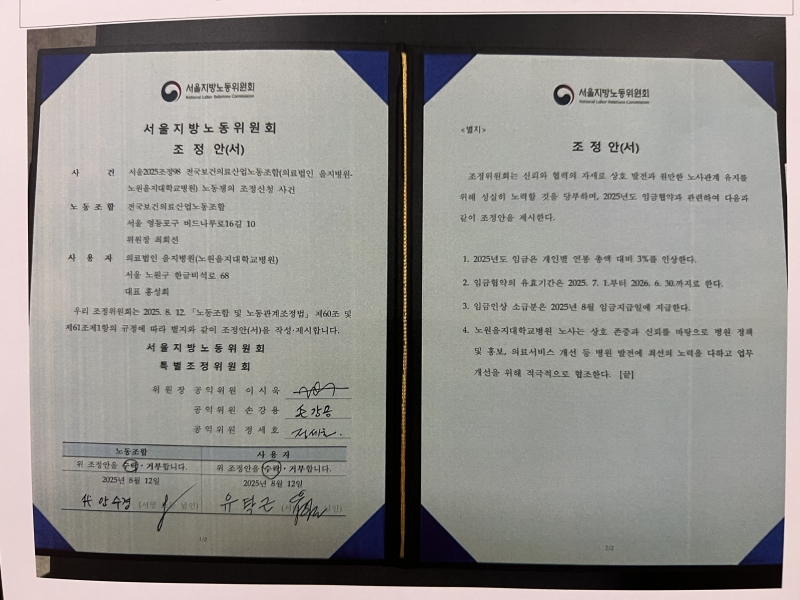 서울지방노동위원회
National Labor Relations Commission
서울지방노동위원회
조 정 안(서)
사 건 서울2025조정98 전국보건의료산업노동조합(의료법인 을지병원-
노원을지대학교병원) 노동쟁의 조정신청 사건
노 동 조 합 전국보건의료산업노동조합
서울 영등포구 버드나루로16길 10
위원장 최희선
사 용 자 의료법인 을지병원(노원을지대학교병원)
서울 노원구 한글비석로 68
대표 홍성희
우리 조정위원회는 2025. 8. 12. 「노동조합 및 노동관계조정법」 제60조 및
제61조제1항의 규정에 따라 별지와 같이 조정안(서)을 작성·제시합니다.
서울지방노동위원회
특별조정위원회
위원장 공익위원 이시욱
공익위원 손강용 손강용
공익위원 정세호 정세호.
노동조합 사용자
위 조정안을 수락·거부합니다. 위 조정안을 수락·거부합니다.
2025년 8월 12일 2025년 8월 12일
代 안수경 (서명 날인) 유탁근 (서 날인)
1/2
서울지방노동위원회
National Labor Relations Commission
<별지>
조 정 안(서)
조정위원회는 신뢰와 협력의 자세로 상호 발전과 원만한 노사관계 유지를
위해 성실히 노력할 것을 당부하며, 2025년도 임금협약과 관련하여 다음과
같이 조정안을 제시한다.
1. 2025년도 임금은 개인별 연봉 총액 대비 3%를 인상한다.
2. 임금협약의 유효기간은 2025. 7. 1.부터 2026. 6. 30.까지로 한다.
3. 임금인상 소급분은 2025년 8월 임금지급일에 지급한다.
4. 노원을지대학교병원 노사는 상호 존중과 신뢰를 바탕으로 병원 정책
및 홍보, 의료서비스 개선 등 병원 발전에 최선의 노력을 다하고 업무
개선을 위해 적극적으로 협조한다. [끝]
2/2